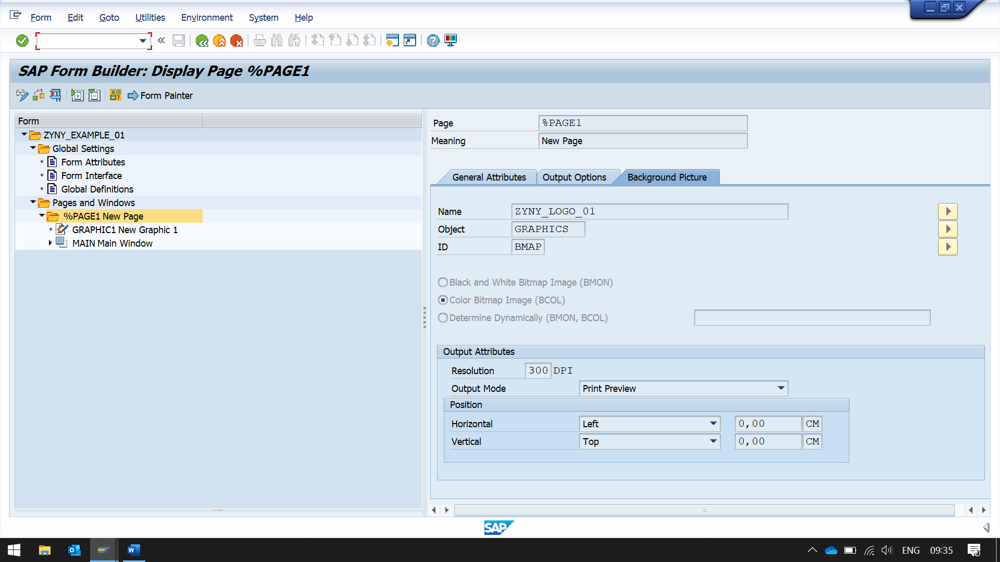 Form Edit Goto Utilities Environment System Help
SAP Form Builder: Display Page %PAGE1
Form Painter
Form
ZYNY_EXAMPLE_01
Global Settings
Form Attributes
Form Interface
Global Definitions
Pages and Windows
%PAGE1 New Page
GRAPHIC1 New Graphic 1
MAIN Main Window
Page %PAGE1
Meaning New Page
General Attributes Output Options Background Picture
Name ZYNY_LOGO_01
Object GRAPHICS
ID BMAP
Black and White Bitmap Image (BMON)
Color Bitmap Image (BCOL)
Determine Dynamically (BMON, BCOL)
Output Attributes
Resolution 300 DPI
Output Mode Print Preview
Position
Horizontal Left 0,00 CM
Vertical Top 0,00 CM
SAP
ENG 09:35